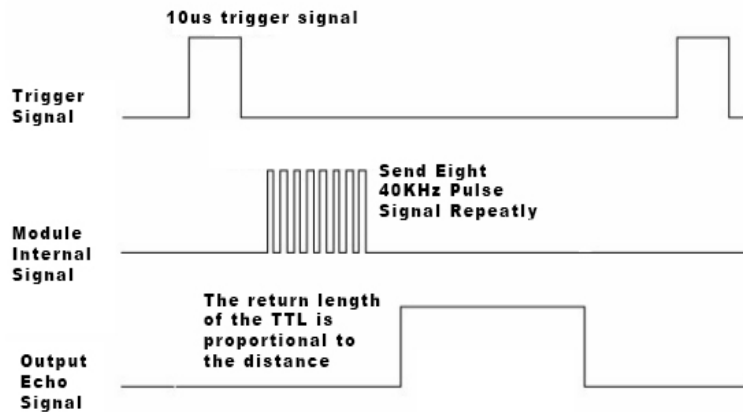 10us trigger signal
Trigger
Signal
Send Eight
40KHz Pulse
Signal Repeatly
Module
Internal
Signal
The return length
of the TTL is
proportional to
the distance
Output
Echo
Signal